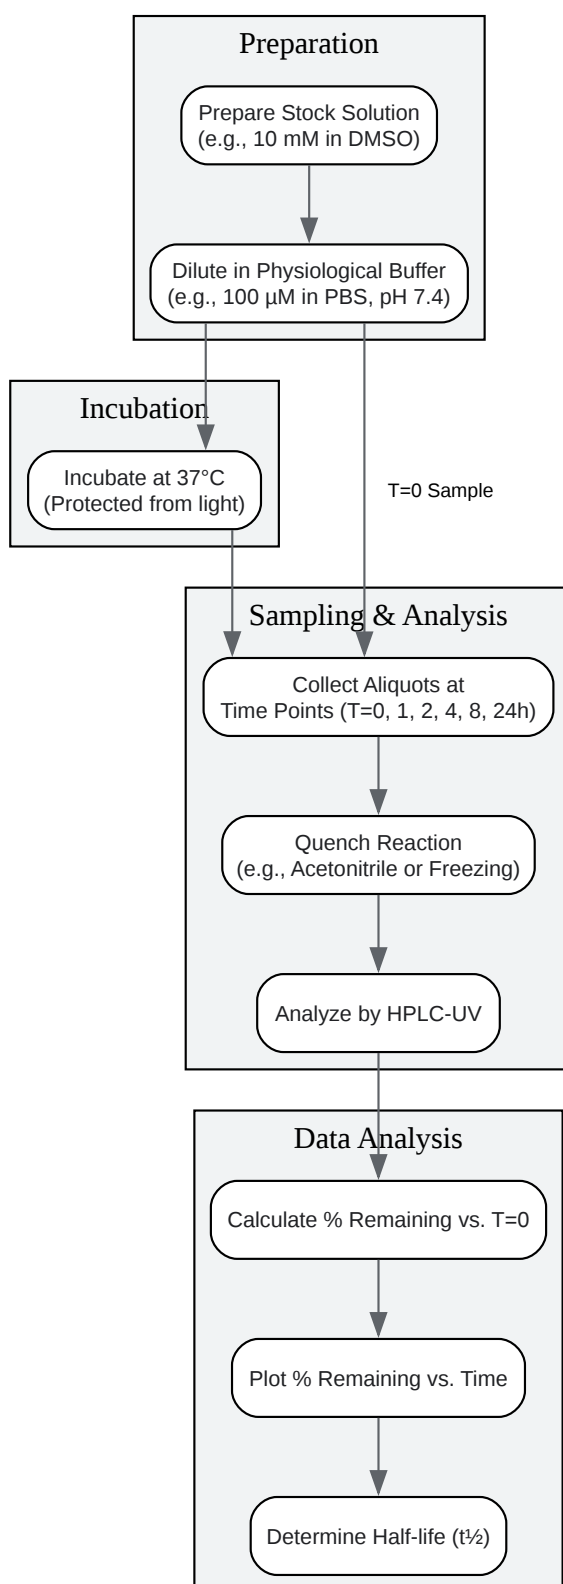 Preparation
Prepare Stock Solution
(e.g., 10 mM in DMSO)
Dilute in Physiological Buffer
(e.g., 100 µM in PBS, pH 7.4)
Incubation
Incubate at 37°C
(Protected from light)
T=0 Sample
Sampling & Analysis
Collect Aliquots at
Time Points (T=0, 1, 2, 4, 8, 24h)
Quench Reaction
(e.g., Acetonitrile or Freezing)
Analyze by HPLC-UV
Data Analysis
Calculate % Remaining vs. T=0
Plot % Remaining vs. Time
Determine Half-life (t½)